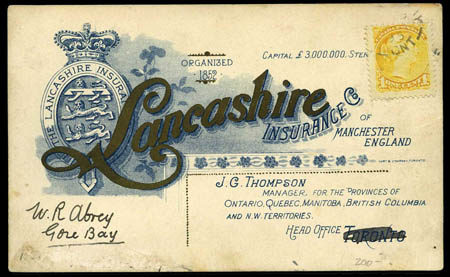 THE LANCASHIRE INSURA
ORGANIZED
1852
CAPITAL £3,000,000. STER
Lancashire
INSURANCE Co
OF
MANCHESTER
ENGLAND
J.G. THOMPSON
MANAGER FOR THE PROVINCES OF
ONTARIO, QUEBEC, MANITOBA, BRITISH COLUMBIA
AND N.W. TERRITORIES.
HEAD OFFICE TORONTO
W. R. Abrey
Gore Bay
200-